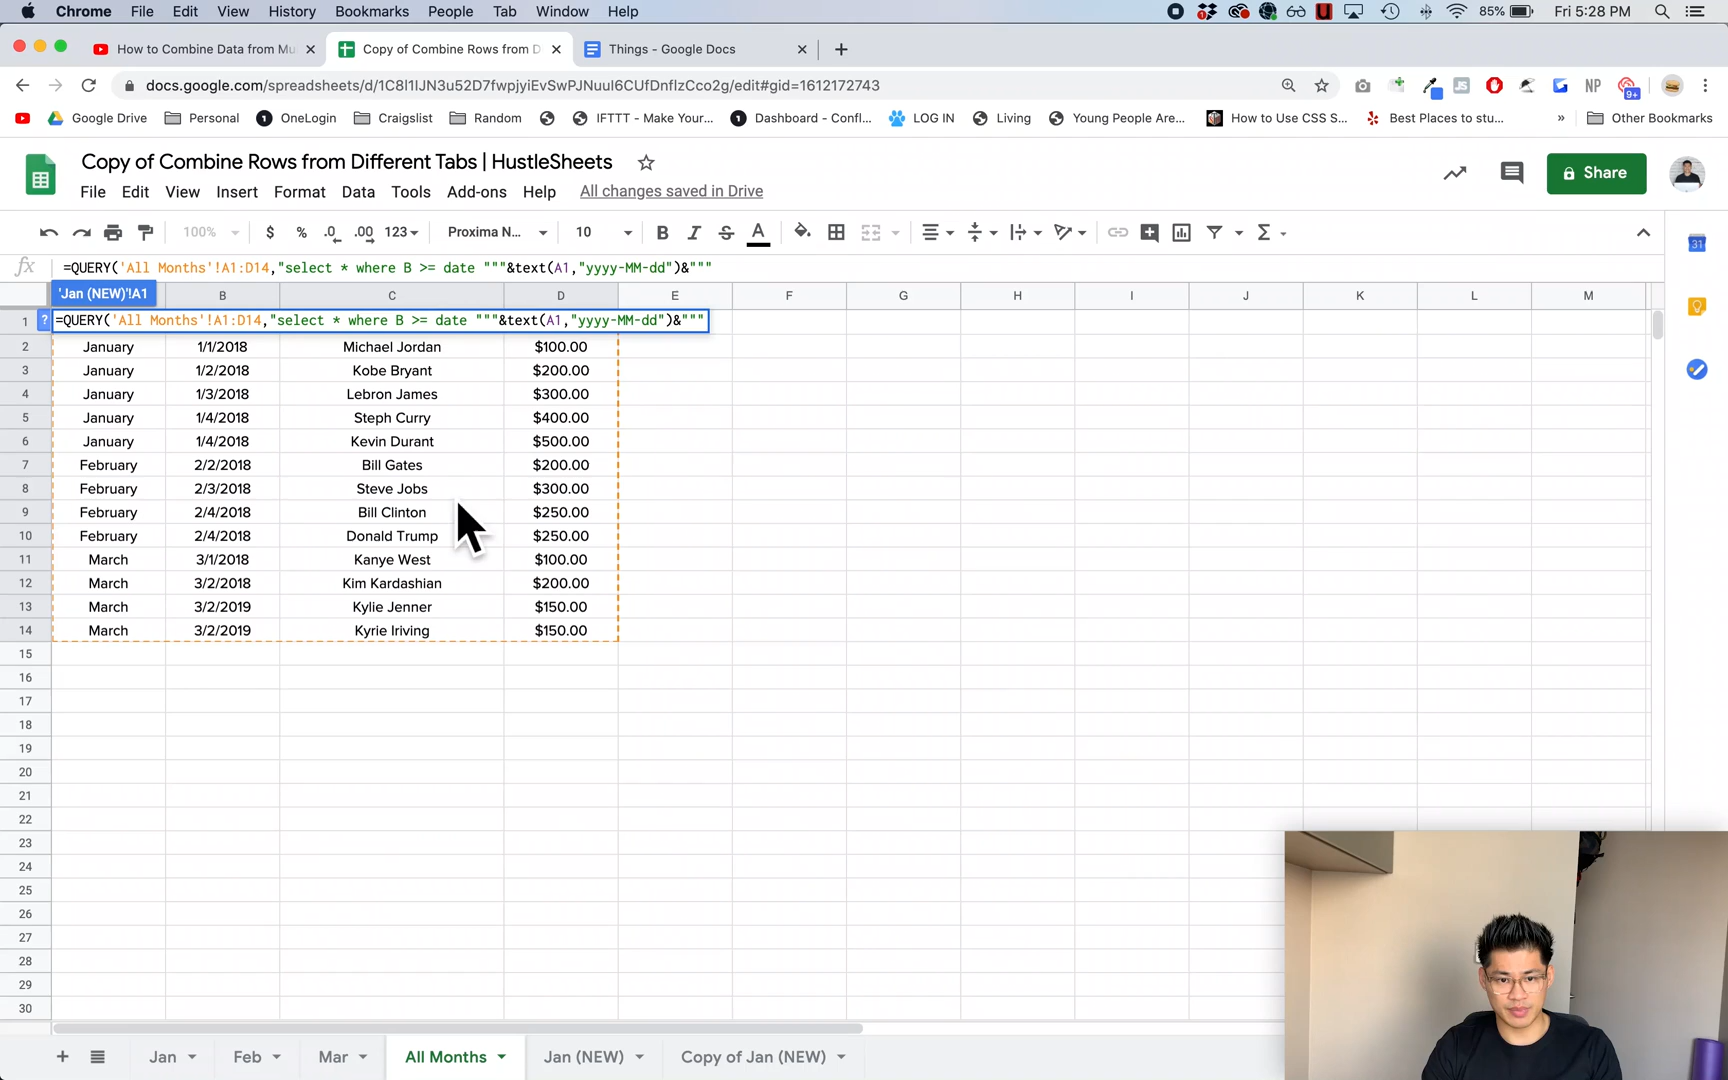 Chrome File Edit View History Bookmarks People Tab Window Help
85% Fri 5:28 PM
How to Combine Data from Mu
Copy of Combine Rows from D
Things - Google Docs
docs.google.com/spreadsheets/d/1C8l1IJN3u52D7fwpjyiEvSwPJNuul6CUfDnfIzCco2g/edit#gid=1612172743
JS NP 9+
Google Drive Personal OneLogin Craigslist Random IFTTT - Make Your... Dashboard - Confl... LOG IN Living Young People Are... How to Use CSS S... Best Places to stu... » Other Bookmarks
Copy of Combine Rows from Different Tabs | HustleSheets
Share
File Edit View Insert Format Data Tools Add-ons Help All changes saved in Drive
100% $ % .0 .00 123 Proxima N... 10 B I S A Σ
31
fx =QUERY('All Months'!A1:D14,"select * where B >= date """&text(A1,"yyyy-MM-dd")&"""
'Jan (NEW)'!A1 B C D E F G H I J K L M
1 ? =QUERY('All Months'!A1:D14,"select * where B >= date """&text(A1,"yyyy-MM-dd")&"""
2 January 1/1/2018 Michael Jordan $100.00
3 January 1/2/2018 Kobe Bryant $200.00
4 January 1/3/2018 Lebron James $300.00
5 January 1/4/2018 Steph Curry $400.00
6 January 1/4/2018 Kevin Durant $500.00
7 February 2/2/2018 Bill Gates $200.00
8 February 2/3/2018 Steve Jobs $300.00
9 February 2/4/2018 Bill Clinton $250.00
10 February 2/4/2018 Donald Trump $250.00
11 March 3/1/2018 Kanye West $100.00
12 March 3/2/2018 Kim Kardashian $200.00
13 March 3/2/2019 Kylie Jenner $150.00
14 March 3/2/2019 Kyrie Iriving $150.00
15
16
17
18
19
20
21
22
23
24
25
26
27
28
29
30
+ Jan Feb Mar All Months Jan (NEW) Copy of Jan (NEW)